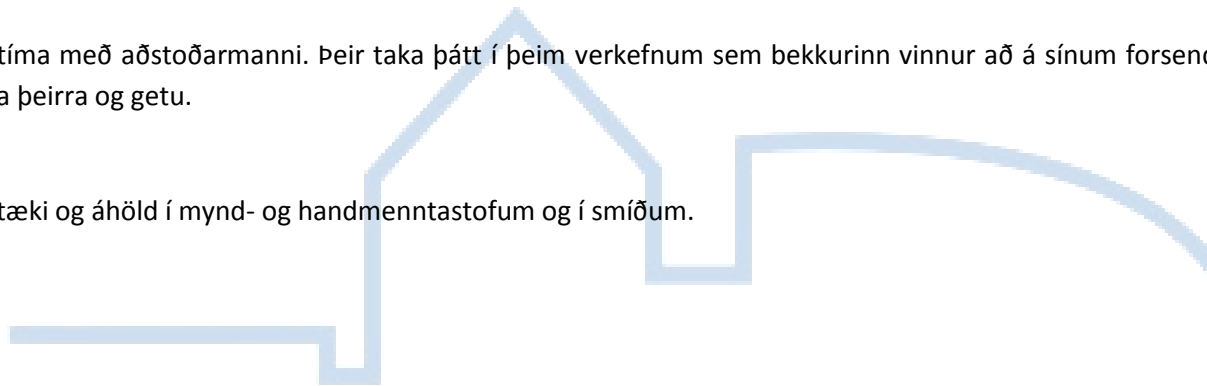 tíma með aðstoðarmanni. Þeir taka þátt í þeim verkefnum sem bekkurinn vinnur að á sínum
þeirra og getu.
tæki og áhöld í mynd- og handmenntastofum og í smíðum.